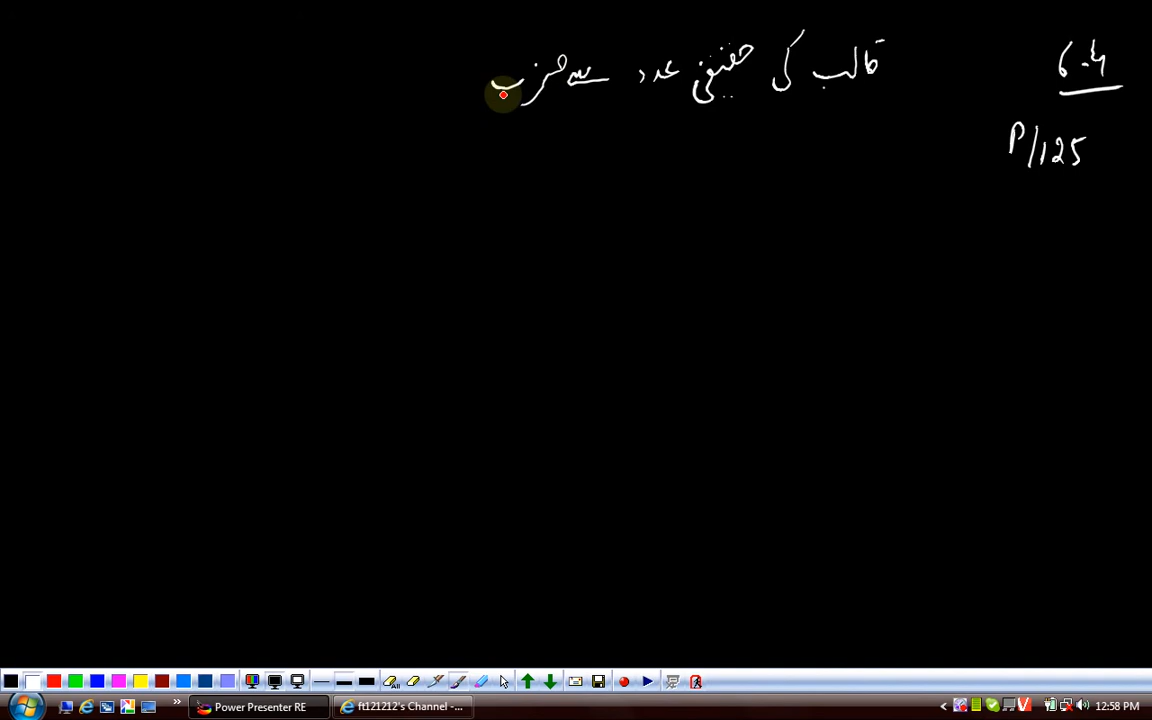 6.4
قالب کی حقیقی عدد سے ضرب
P/125
Power Presenter RE
ft121212's Channel -...
12:58 PM